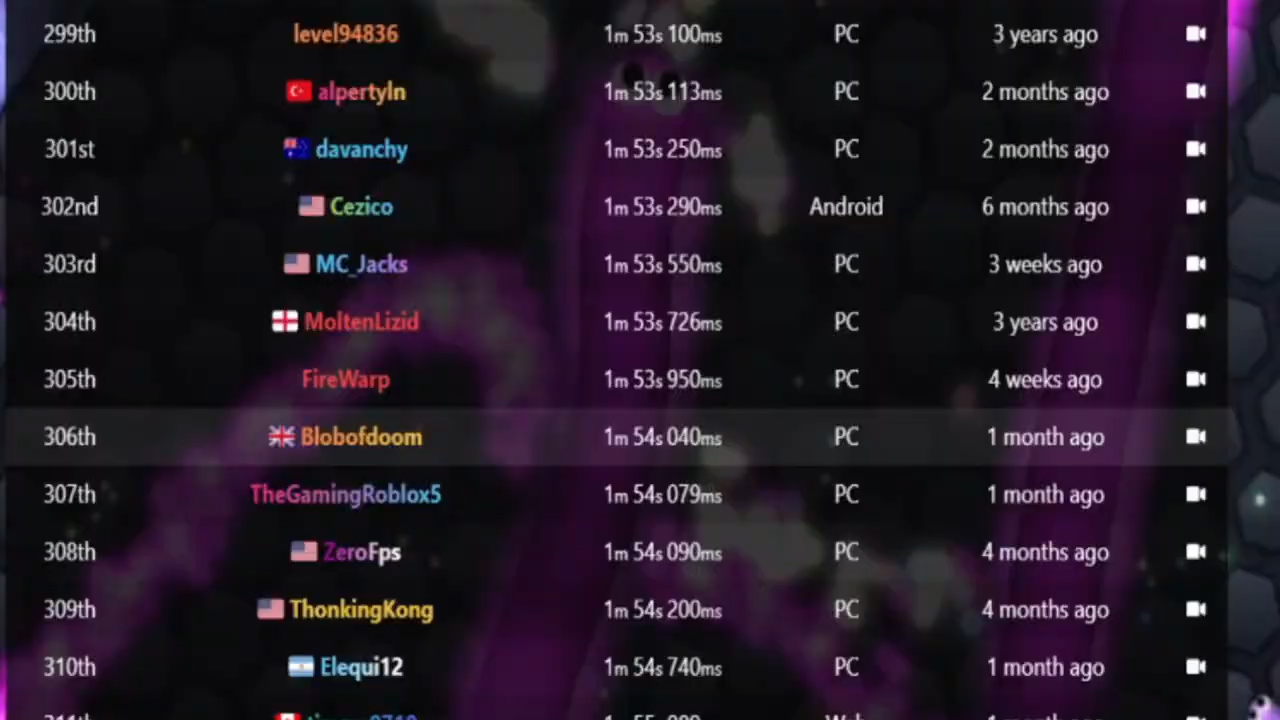 299th level94836 1m 53s 100ms PC 3 years ago
300th alpertyln 1m 53s 113ms PC 2 months ago
301st davanchy 1m 53s 250ms PC 2 months ago
302nd Cezico 1m 53s 290ms Android 6 months ago
303rd MC_Jacks 1m 53s 550ms PC 3 weeks ago
304th MoltenLizid 1m 53s 726ms PC 3 years ago
305th FireWarp 1m 53s 950ms PC 4 weeks ago
306th Blobofdoom 1m 54s 040ms PC 1 month ago
307th TheGamingRoblox5 1m 54s 079ms PC 1 month ago
308th ZeroFps 1m 54s 090ms PC 4 months ago
309th ThonkingKong 1m 54s 200ms PC 4 months ago
310th Elequi12 1m 54s 740ms PC 1 month ago
311th